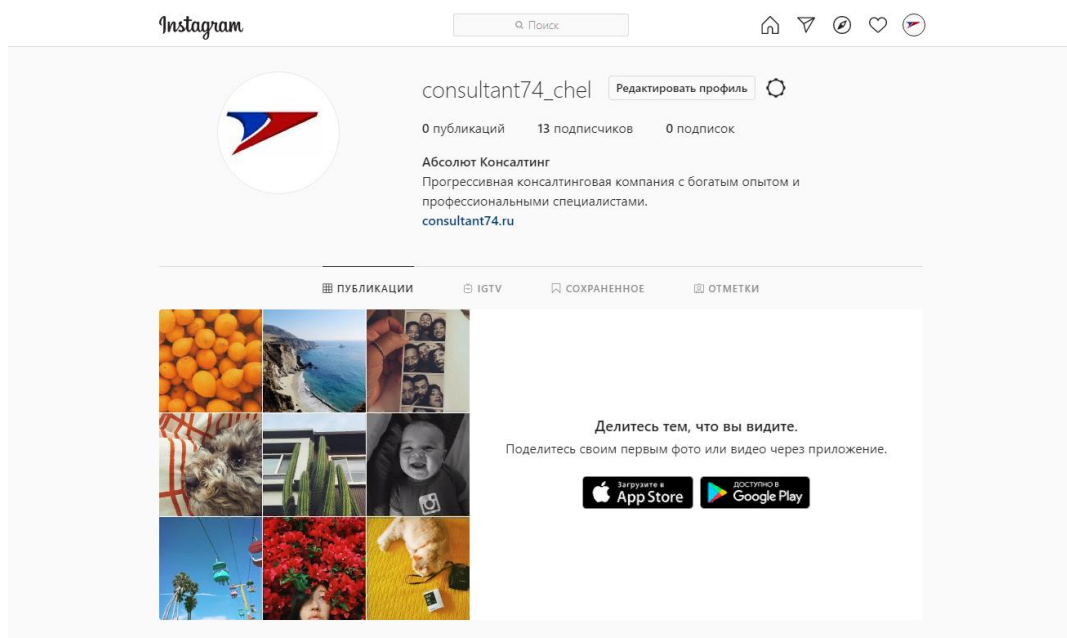 Instagram
Поиск
consultant74_chel Редактировать профиль
0 публикаций 13 подписчиков 0 подписок
Абсолют Консалтинг
Прогрессивная консалтинговая компания с богатым опытом и
профессиональными специалистами.
consultant74.ru
ПУБЛИКАЦИИ IGTV СОХРАНЕННОЕ ОТМЕТКИ
Делитесь тем, что вы видите.
Поделитесь своим первым фото или видео через приложение.
Загрузите в
App Store
ДОСТУПНО В
Google Play